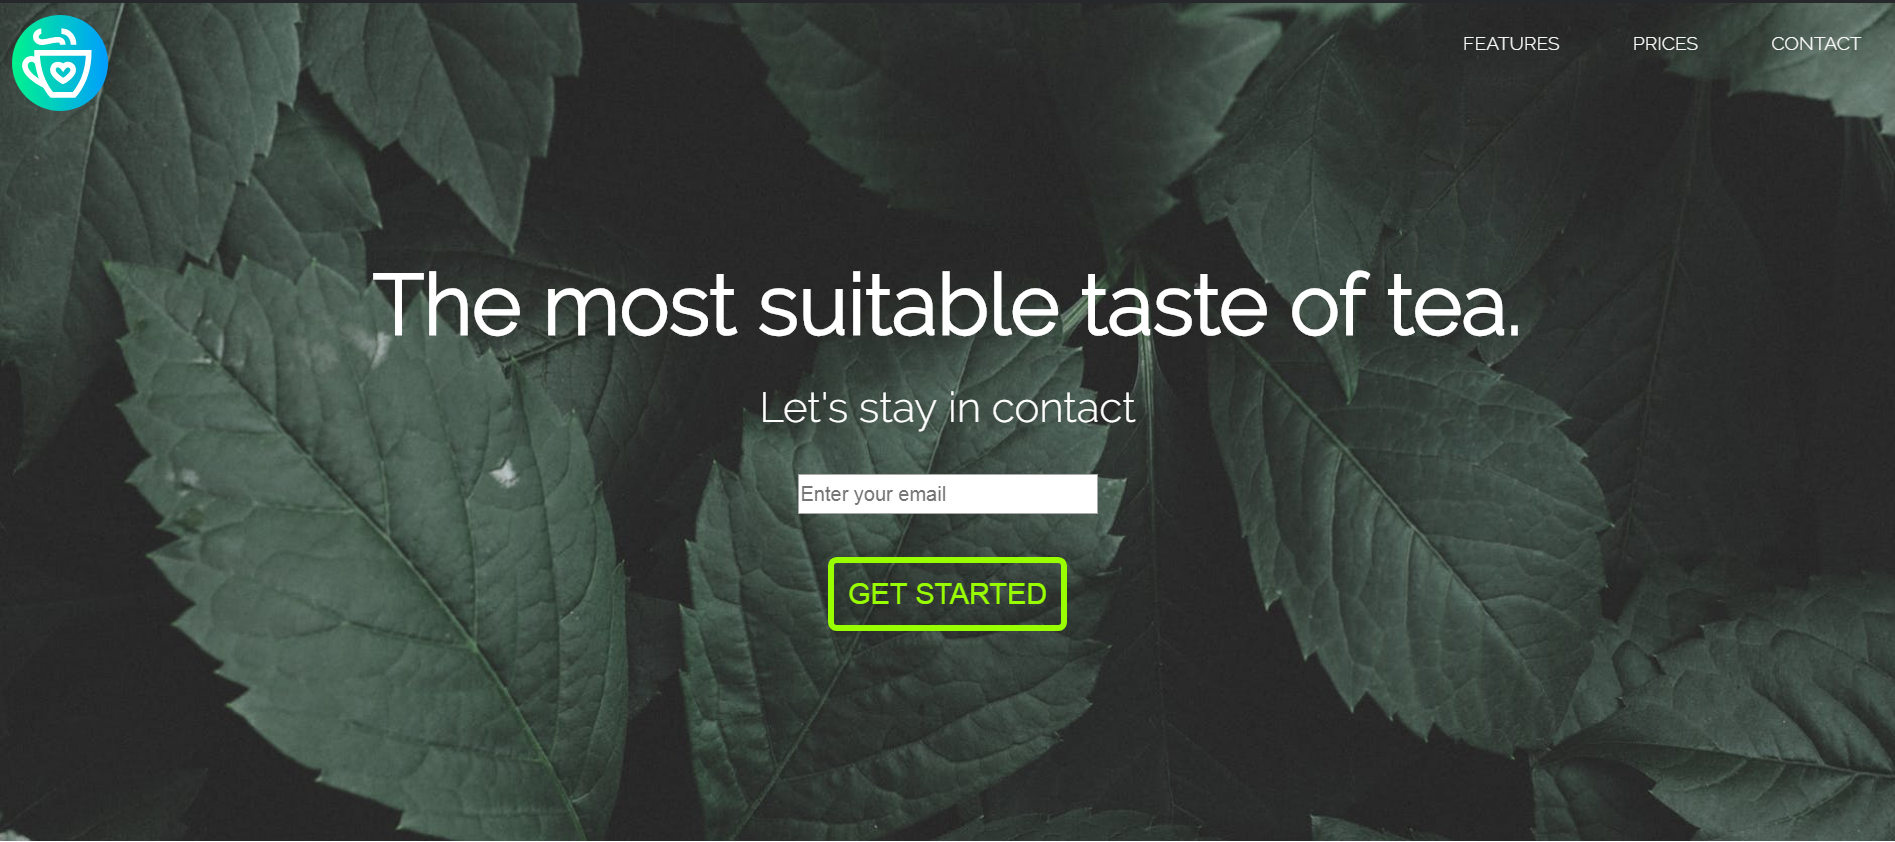 FEATURES
PRICES
CONTACT
The most suitable taste of tea.
Let's stay in contact
Enter your email
GET STARTED